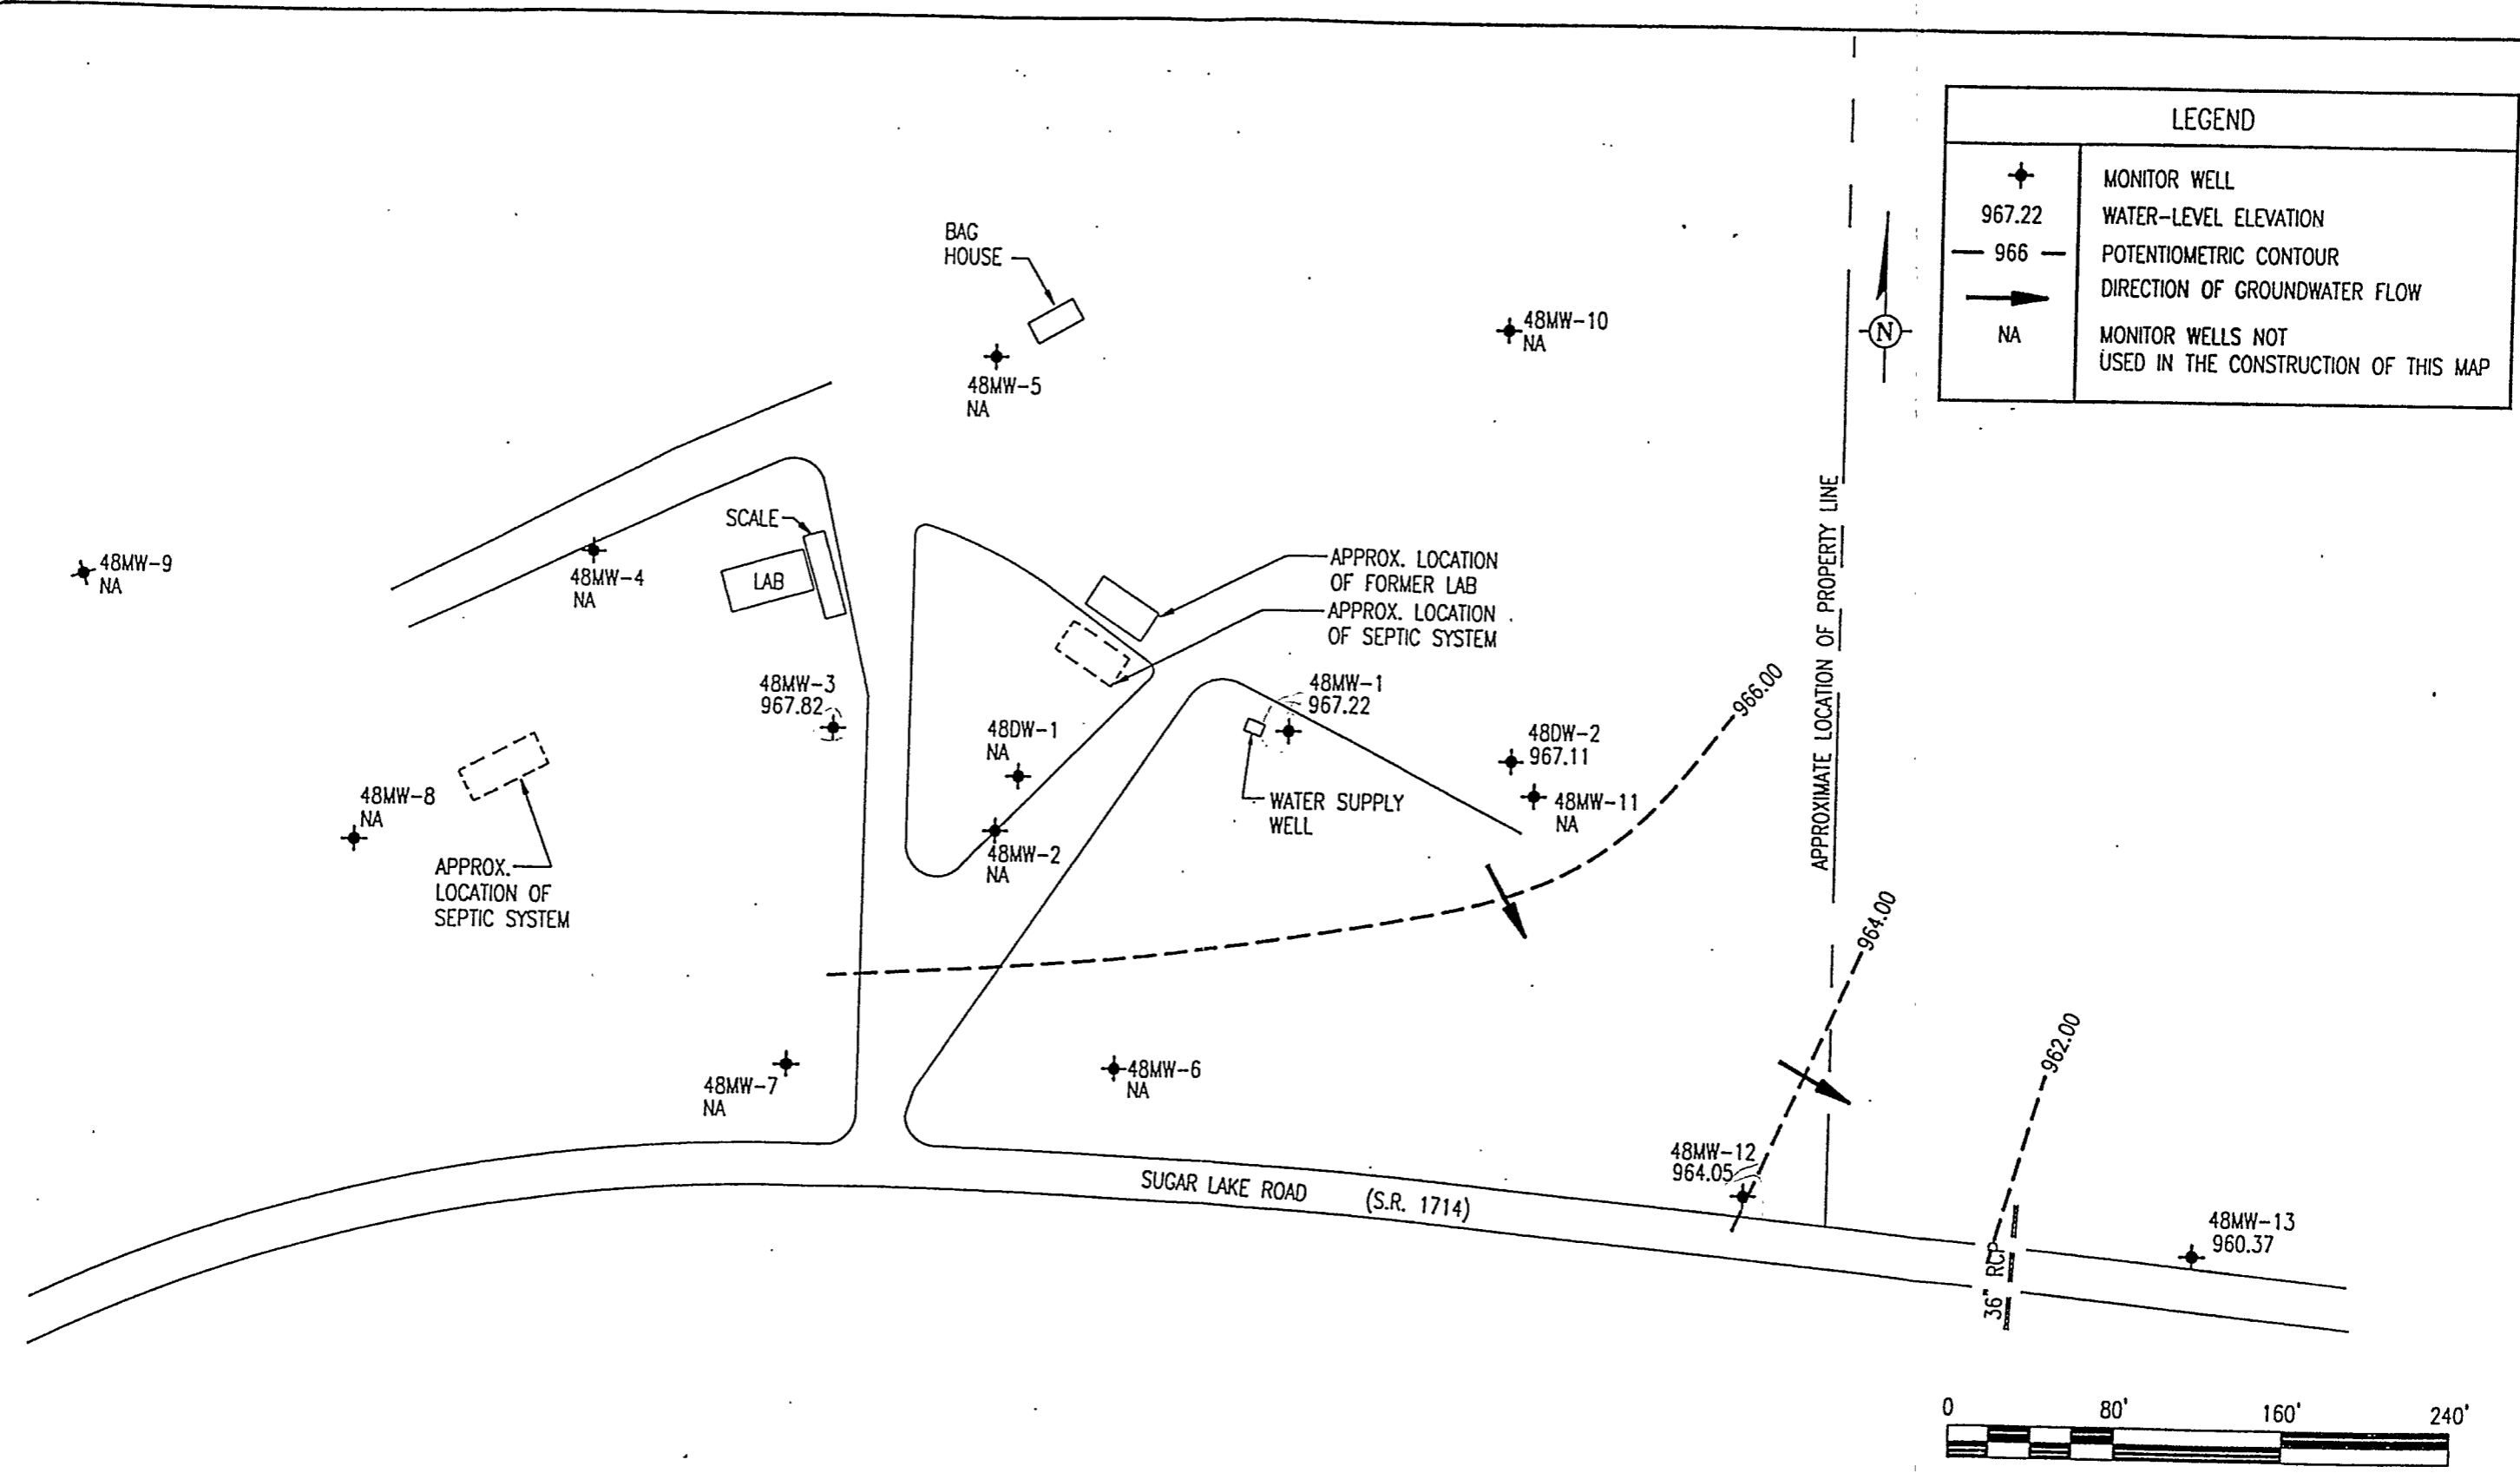 LEGEND
MONITOR WELL
967.22 WATER-LEVEL ELEVATION
966 POTENTIOMETRIC CONTOUR
DIRECTION OF GROUNDWATER FLOW
NA MONITOR WELLS NOT
USED IN THE CONSTRUCTION OF THIS MAP
N
BAG
HOUSE
48MW-5
NA
48MW-10
NA
SCALE
LAB
48MW-9
NA
48MW-4
NA
APPROX. LOCATION
OF FORMER LAB
APPROX. LOCATION
OF SEPTIC SYSTEM
APPROXIMATE LOCATION OF PROPERTY LINE
48MW-3
967.82
48MW-1
967.22
966.00
48DW-1
NA
48DW-2
967.11
48MW-8
NA
WATER SUPPLY
WELL
48MW-11
NA
48MW-2
NA
APPROX.
LOCATION OF
SEPTIC SYSTEM
964.00
962.00
48MW-7
NA
48MW-6
NA
48MW-12
964.05
SUGAR LAKE ROAD (S.R. 1714)
48MW-13
960.37
36" RCP
0 80' 160' 240'